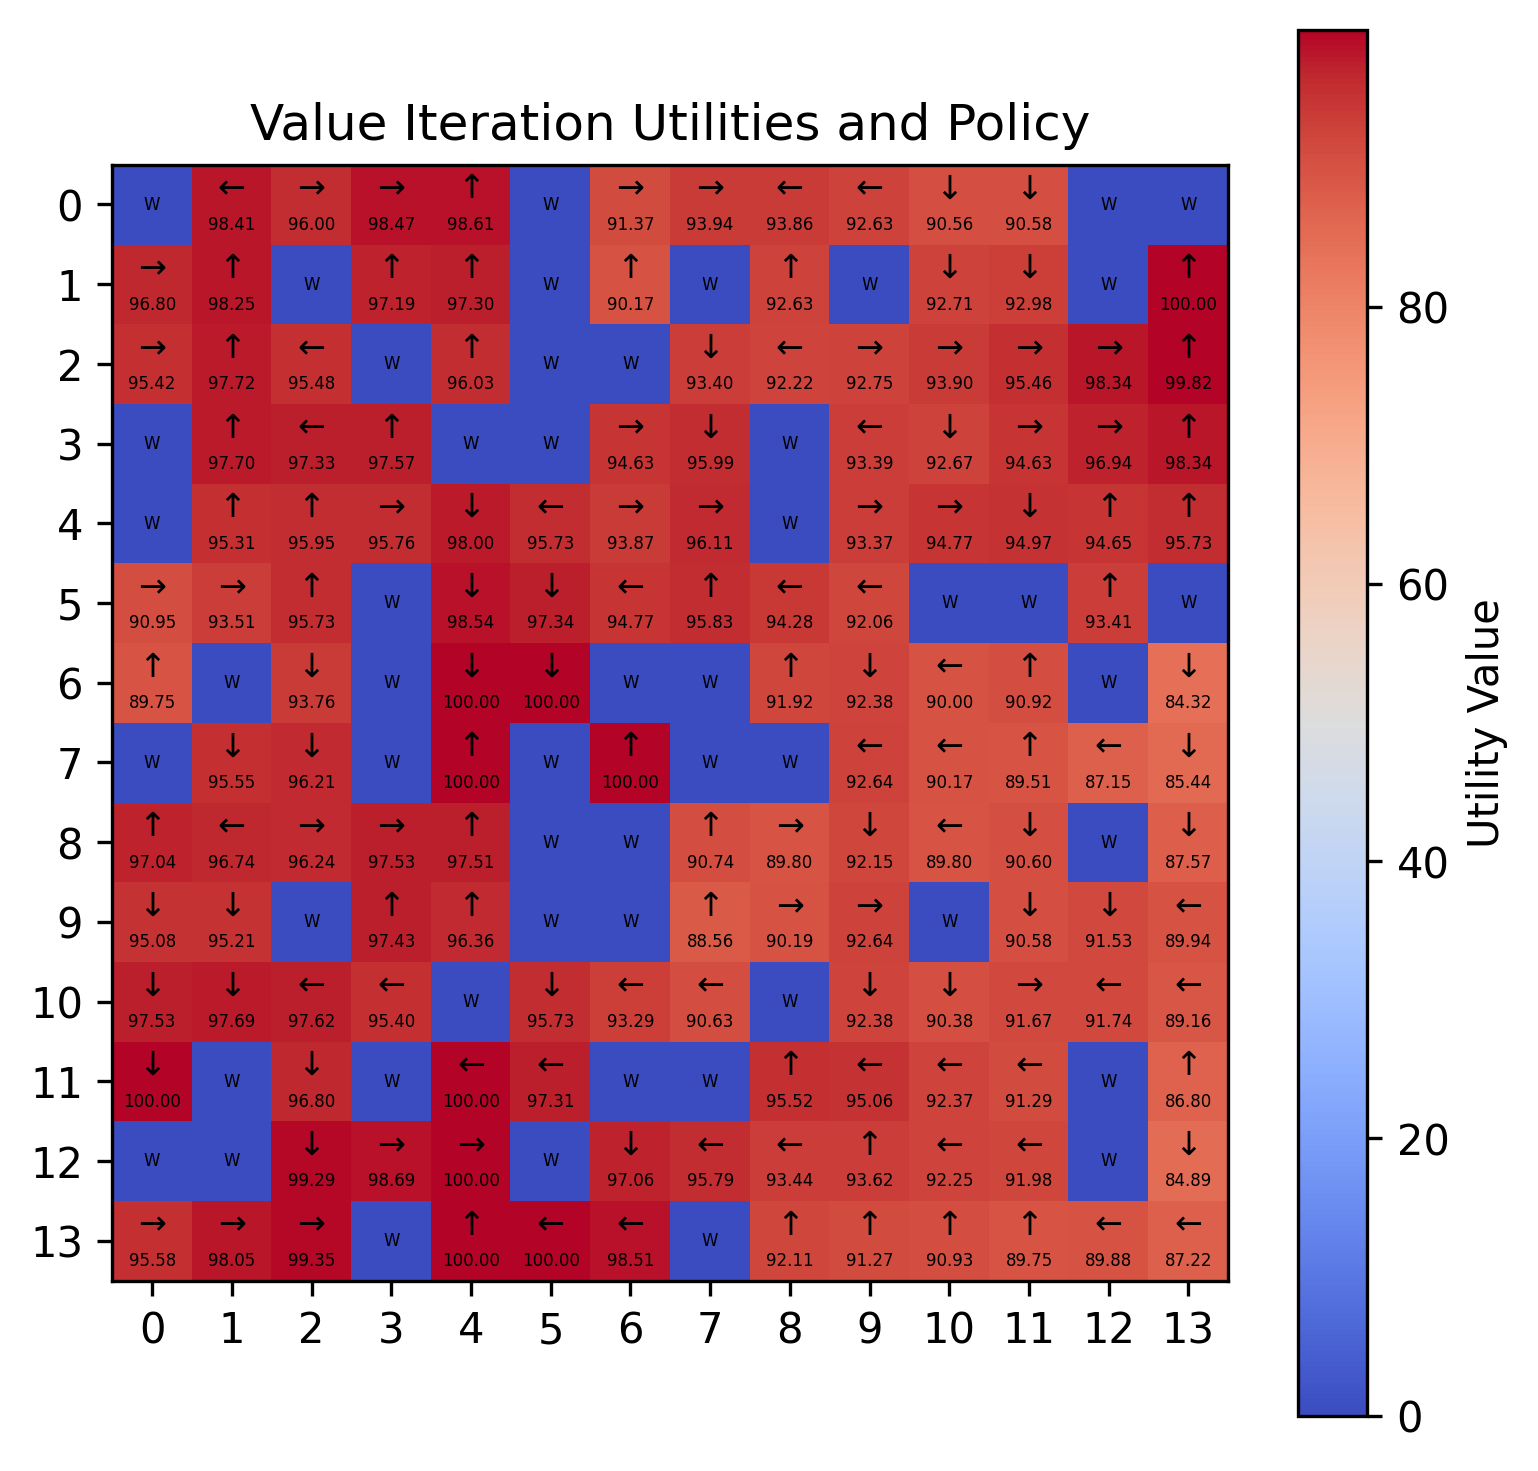 Value Iteration Utilities and Policy
0 W ← → → ↑ W → → ← ← ↓ ↓ W W
98.41 96.00 98.47 98.61 91.37 93.94 93.86 92.63 90.56 90.58
1 → ↑ W ↑ ↑ W ↑ W ↑ W ↓ ↓ W ↑
96.80 98.25 97.19 97.30 90.17 92.63 92.71 92.98 100.00
2 → ↑ ← W ↑ W W ↓ ← → → → → ↑
95.42 97.72 95.48 96.03 93.40 92.22 92.75 93.90 95.46 98.34 99.82
3 W ↑ ← ↑ W W → ↓ W ← ↓ → → ↑
97.70 97.33 97.57 94.63 95.99 93.39 92.67 94.63 96.94 98.34
4 W ↑ ↑ → ↓ ← → → W → → ↓ ↑ ↑
95.31 95.95 95.76 98.00 95.73 93.87 96.11 93.37 94.77 94.97 94.65 95.73
5 → → ↑ W ↓ ↓ ← ↑ ← ← W W ↑ W
90.95 93.51 95.73 98.54 97.34 94.77 95.83 94.28 92.06 93.41
6 ↑ W ↓ W ↓ ↓ W W ↑ ↓ ← ↑ W ↓
89.75 93.76 100.00 100.00 91.92 92.38 90.00 90.92 84.32
7 W ↓ ↓ W ↑ W ↑ W W ← ← ↑ ← ↓
95.55 96.21 100.00 100.00 92.64 90.17 89.51 87.15 85.44
8 ↑ ← → → ↑ W W ↑ → ↓ ← ↓ W ↓
97.04 96.74 96.24 97.53 97.51 90.74 89.80 92.15 89.80 90.60 87.57
9 ↓ ↓ W ↑ ↑ W W ↑ → → W ↓ ↓ ←
95.08 95.21 97.43 96.36 88.56 90.19 92.64 90.58 91.53 89.94
10 ↓ ↓ ← ← W ↓ ← ← W ↓ ↓ → ← ←
97.53 97.69 97.62 95.40 95.73 93.29 90.63 92.38 90.38 91.67 91.74 89.16
11 ↓ W ↓ W ← ← W W ↑ ← ← ← W ↑
100.00 96.80 100.00 97.31 95.52 95.06 92.37 91.29 86.80
12 W W ↓ → → W ↓ ← ← ↑ ← ← W ↓
99.29 98.69 100.00 97.06 95.79 93.44 93.62 92.25 91.98 84.89
13 → → → W ↑ ← ← W ↑ ↑ ↑ ↑ ← ←
95.58 98.05 99.35 100.00 100.00 98.51 92.11 91.27 90.93 89.75 89.88 87.22
0 1 2 3 4 5 6 7 8 9 10 11 12 13
80
60
40
20
0
Utility Value